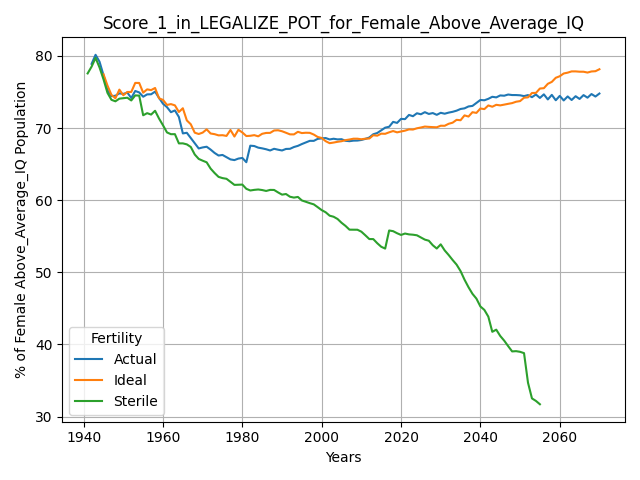 Score_1_in_LEGALIZE_POT_for_Female_Above_Average_IQ
% of Female Above_Average_IQ Population
80
70
60
50
40
30
Fertility
Actual
Ideal
Sterile
1940 1960 1980 2000 2020 2040 2060
Years